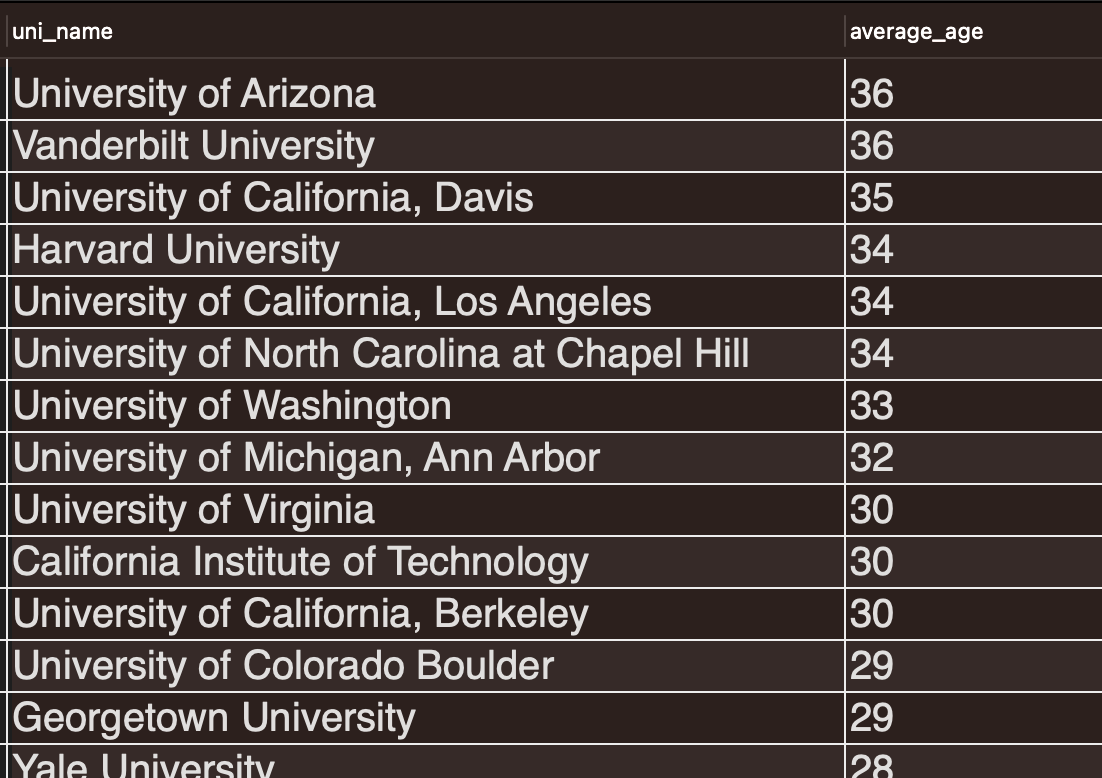 uni_name average_age
University of Arizona 36
Vanderbilt University 36
University of California, Davis 35
Harvard University 34
University of California, Los Angeles 34
University of North Carolina at Chapel Hill 34
University of Washington 33
University of Michigan, Ann Arbor 32
University of Virginia 30
California Institute of Technology 30
University of California, Berkeley 30
University of Colorado Boulder 29
Georgetown University 29
Yale University 28